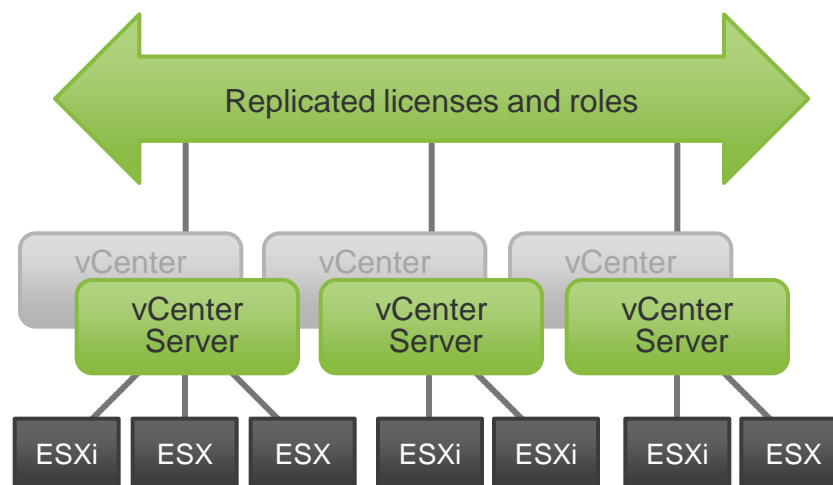 Replicated licenses and roles
vCenter
vCenter
vCenter
vCenter
Server
vCenter
Server
vCenter
Server
ESXi
ESX
ESX
ESXi
ESXi
ESXi
ESX